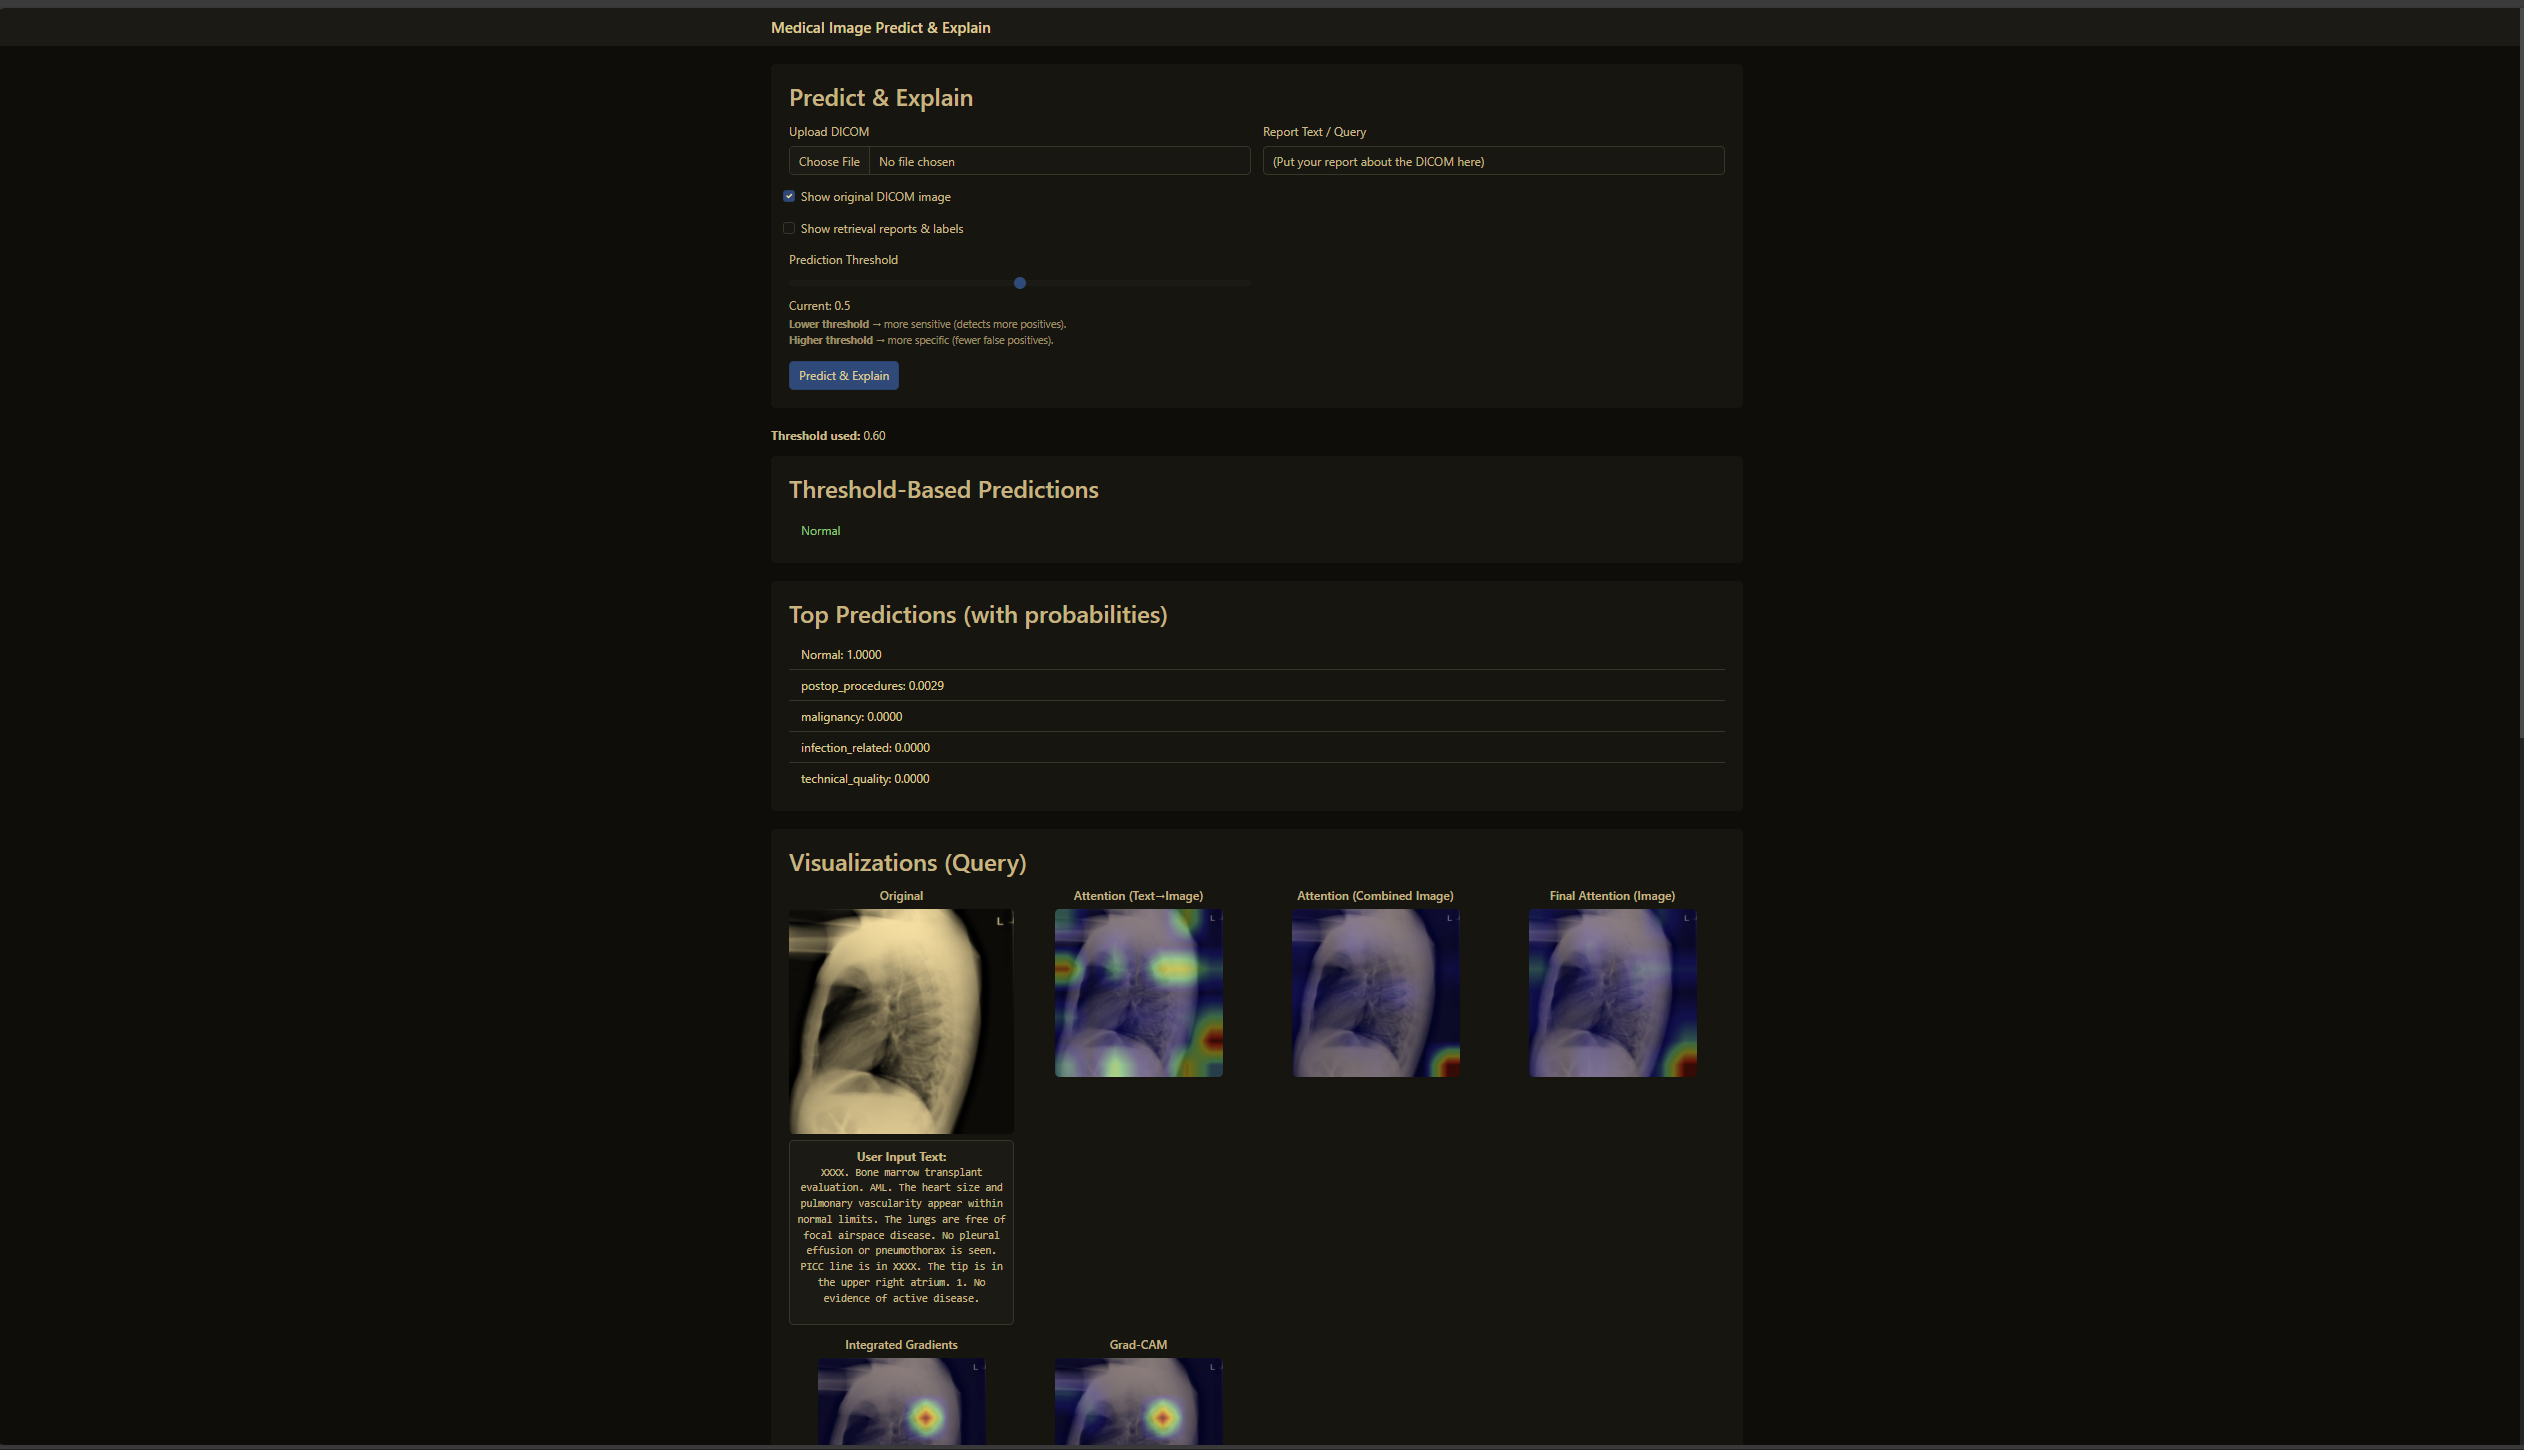 Medical Image Predict & Explain
Predict & Explain
Upload DICOM
Report Text / Query
Choose File
No file chosen
(Put your report about the DICOM here)
Show original DICOM image
Show retrieval reports & labels
Prediction Threshold
Current: 0.5
Lower threshold → more sensitive (detects more positives).
Higher threshold → more specific (fewer false positives).
Predict & Explain
Threshold used: 0.60
Threshold-Based Predictions
Normal
Top Predictions (with probabilities)
Normal: 1.0000
postop_procedures: 0.0029
malignancy: 0.0000
infection_related: 0.0000
technical_quality: 0.0000
Visualizations (Query)
Original
Attention (Text→Image)
Attention (Combined Image)
Final Attention (Image)
L
L
L
L
User Input Text:
XXXX. Bone marrow transplant
evaluation. AML. The heart size and
pulmonary vascularity appear within
normal limits. The lungs are free of
focal airspace disease. No pleural
effusion or pneumothorax is seen.
PICC line is in XXXX. The tip is in
the upper right atrium. 1. No
evidence of active disease.
Integrated Gradients
Grad-CAM
L
L